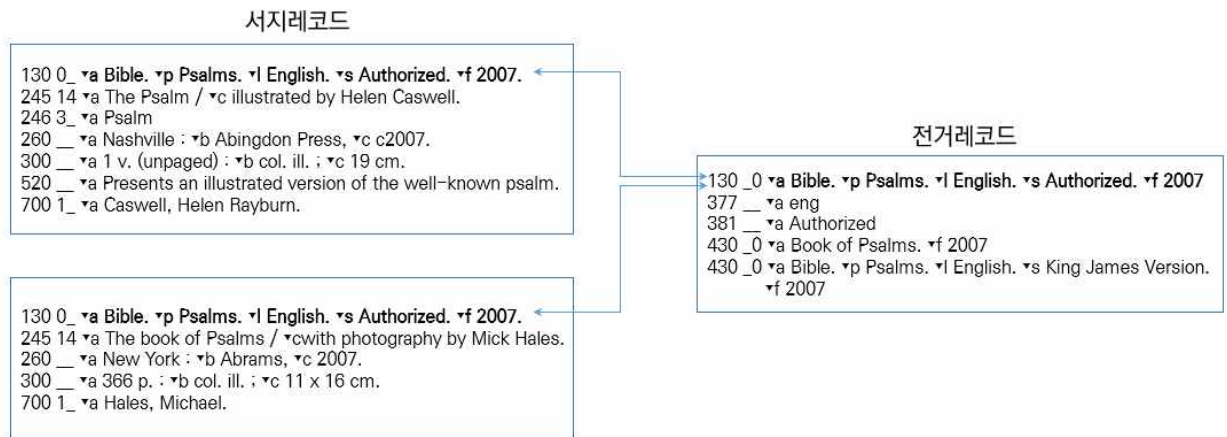 서지레코드
130 0_ ▾a Bible. ▾p Psalms. ▾l English. ▾s Authorized. ▾f 2007.
245 14 ▾a The Psalm / ▾c illustrated by Helen Caswell.
246 3_ ▾a Psalm
260 __ ▾a Nashville : ▾b Abingdon Press, ▾c c2007.
300 __ ▾a 1 v. (unpaged) : ▾b col. ill. ; ▾c 19 cm.
520 __ ▾a Presents an illustrated version of the well-known psalm.
700 1_ ▾a Caswell, Helen Rayburn.
130 0_ ▾a Bible. ▾p Psalms. ▾l English. ▾s Authorized. ▾f 2007.
245 14 ▾a The book of Psalms / ▾cwith photography by Mick Hales.
260 __ ▾a New York : ▾b Abrams, ▾c 2007.
300 __ ▾a 366 p. : ▾b col. ill. ; ▾c 11 x 16 cm.
700 1_ ▾a Hales, Michael.
전거레코드
130 _0 ▾a Bible. ▾p Psalms. ▾l English. ▾s Authorized. ▾f 2007
377 __ ▾a eng
381 __ ▾a Authorized
430 _0 ▾a Book of Psalms. ▾f 2007
430 _0 ▾a Bible. ▾p Psalms. ▾l English. ▾s King James Version.
▾f 2007